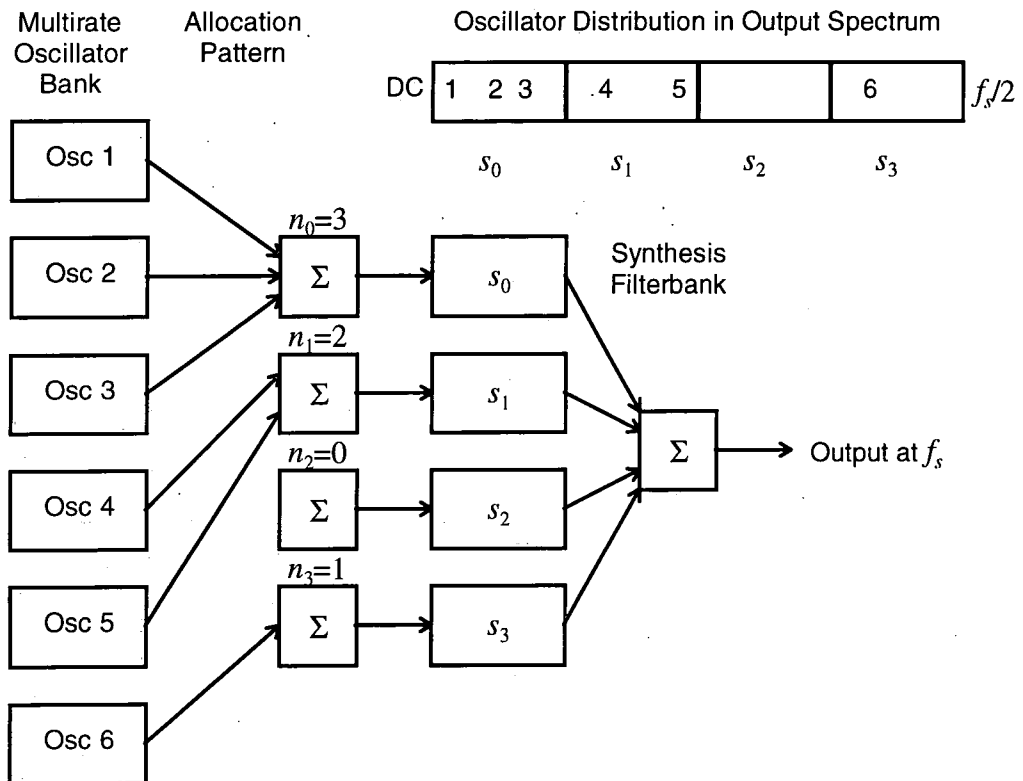 Multirate
Oscillator
Bank
Allocation
Pattern
Oscillator Distribution in Output Spectrum
DC 1 2 3 4 5 6 fs/2
s0 s1 s2 s3
Osc 1
Osc 2
Osc 3
Osc 4
Osc 5
Osc 6
n0=3
Σ
n1=2
Σ
n2=0
Σ
n3=1
Σ
s0
s1
s2
s3
Synthesis
Filterbank
Σ
Output at fs